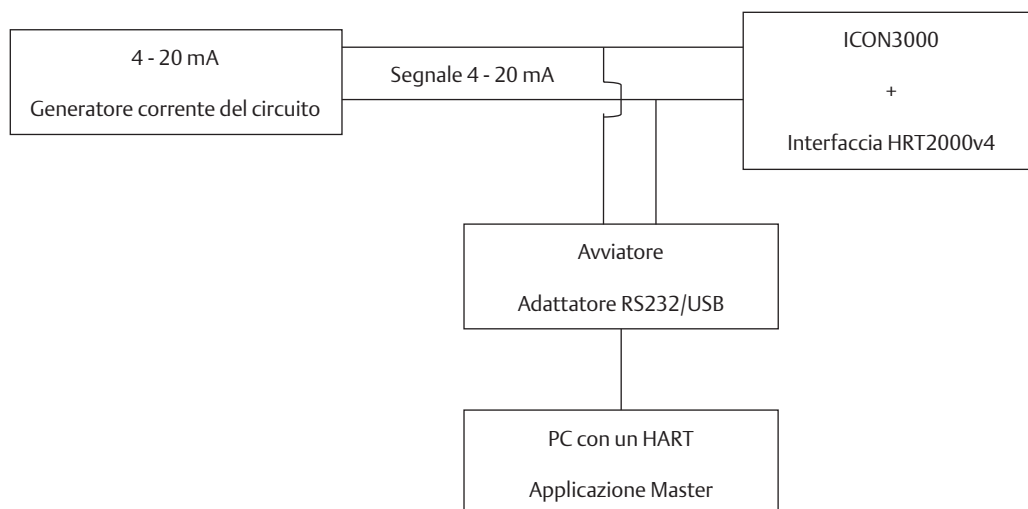 4 - 20 mA
Generatore corrente del circuito
Segnale 4 - 20 mA
ICON3000
+
Interfaccia HRT2000v4
Avviatore
Adattatore RS232/USB
PC con un HART
Applicazione Master